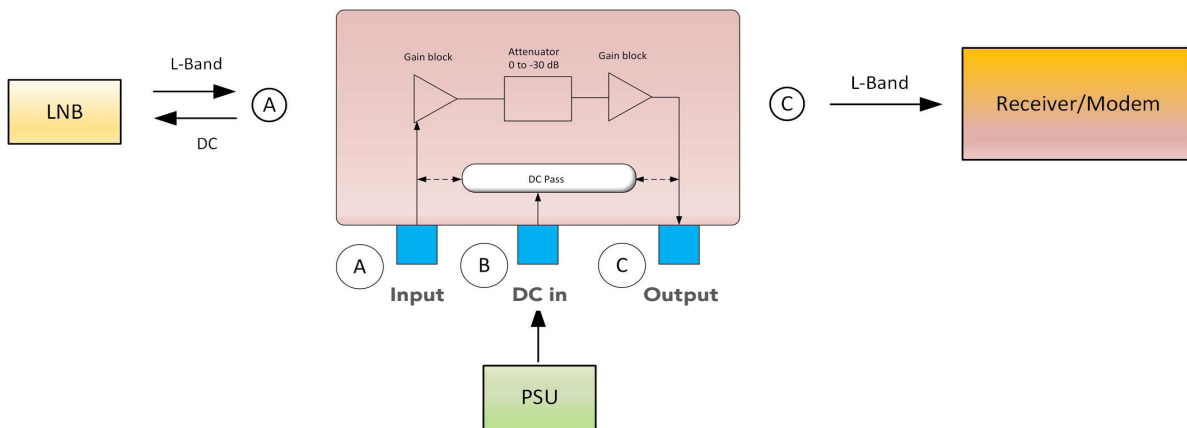 LNB
L-Band
DC
A
Gain block
Attenuator
0 to -30 dB
Gain block
DC Pass
C
L-Band
Receiver/Modem
A
B
C
Input
DC in
Output
PSU